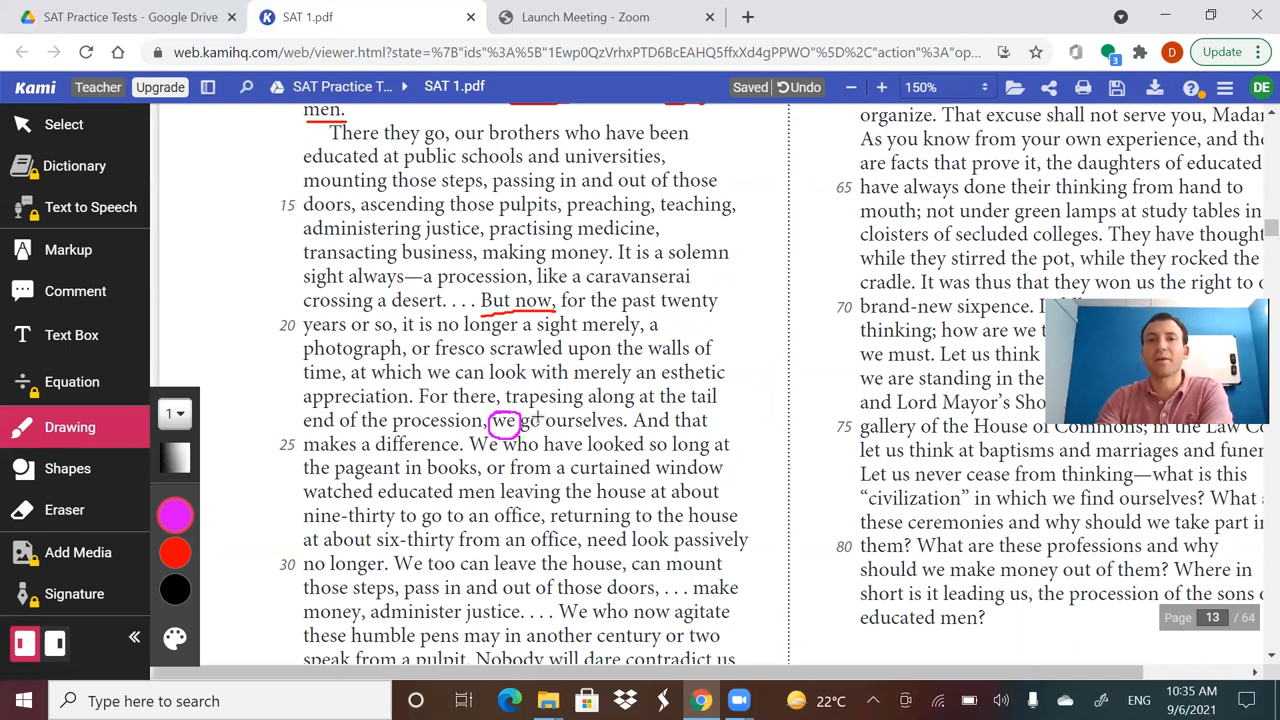 SAT Practice Tests - Google Drive
SAT 1.pdf
Launch Meeting - Zoom
web.kamihq.com/web/viewer.html?state=%7B"ids"%3A%5B"1Ewp0QzVrhxPTD6BcEAHQ5ffxXd4gPPWO"%5D%2C"action"%3A"op...
3
D
Update
Kami
Teacher
Upgrade
SAT Practice T...
SAT 1.pdf
Saved
Undo
150%
DE
Select
Dictionary
Text to Speech
Markup
Comment
Text Box
Equation
Drawing
Shapes
Eraser
Add Media
Signature
1
men.
There they go, our brothers who have been
educated at public schools and universities,
mounting those steps, passing in and out of those
15 doors, ascending those pulpits, preaching, teaching,
administering justice, practising medicine,
transacting business, making money. It is a solemn
sight always—a procession, like a caravanserai
crossing a desert. . . . But now, for the past twenty
20 years or so, it is no longer a sight merely, a
photograph, or fresco scrawled upon the walls of
time, at which we can look with merely an esthetic
appreciation. For there, trapesing along at the tail
end of the procession, we go ourselves. And that
25 makes a difference. We who have looked so long at
the pageant in books, or from a curtained window
watched educated men leaving the house at about
nine-thirty to go to an office, returning to the house
at about six-thirty from an office, need look passively
30 no longer. We too can leave the house, can mount
those steps, pass in and out of those doors, . . . make
money, administer justice. . . . We who now agitate
these humble pens may in another century or two
speak from a pulpit. Nobody will dare contradict us
organize. That excuse shall not serve you, Madam
As you know from your own experience, and the
are facts that prove it, the daughters of educated
65 have always done their thinking from hand to
mouth; not under green lamps at study tables in
cloisters of secluded colleges. They have thought
while they stirred the pot, while they rocked the
cradle. It was thus that they won us the right to
70 brand-new sixpence.
thinking; how are we
we must. Let us think
we are standing in the
and Lord Mayor's Sho
75 gallery of the House of Commons; in the Law Co
let us think at baptisms and marriages and funer
Let us never cease from thinking—what is this
“civilization” in which we find ourselves? What
these ceremonies and why should we take part in
80 them? What are these professions and why
should we make money out of them? Where in
short is it leading us, the procession of the sons
educated men?
Page 13 / 64
Type here to search
22°C
ENG
10:35 AM
9/6/2021